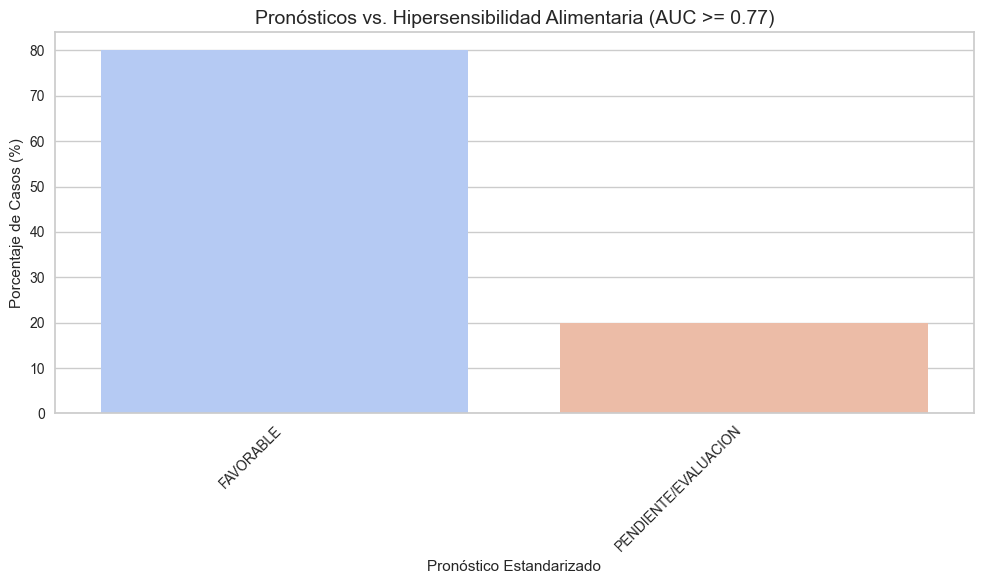 Pronósticos vs. Hipersensibilidad Alimentaria (AUC >= 0.77)
Porcentaje de Casos (%)
80
70
60
50
40
30
20
10
0
FAVORABLE
PENDIENTE/EVALUACION
Pronóstico Estandarizado